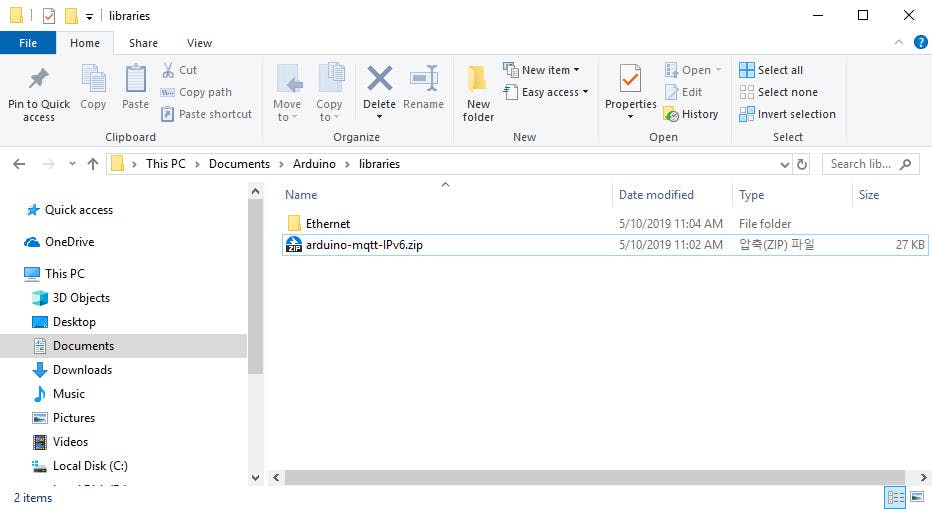 libraries
File Home Share View
Pin to Quick access
Copy
Paste
Cut
Copy path
Paste shortcut
Clipboard
Move to
Copy to
Delete
Rename
Organize
New folder
New item
Easy access
New
Properties
Open
Edit
History
Open
Select all
Select none
Invert selection
Select
This PC > Documents > Arduino > libraries
Search lib...
Name Date modified Type Size
Ethernet 5/10/2019 11:04 AM File folder
ZIP arduino-mqtt-IPv6.zip 5/10/2019 11:02 AM 압축(ZIP) 파일 27 KB
Quick access
OneDrive
This PC
3D Objects
Desktop
Documents
Downloads
Music
Pictures
Videos
Local Disk (C:)
2 items